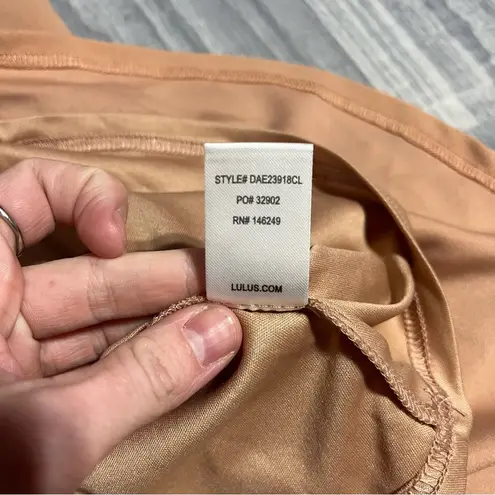 STYLE# DAE23918CL
PO# 32902
RN# 146249
LULUS.COM